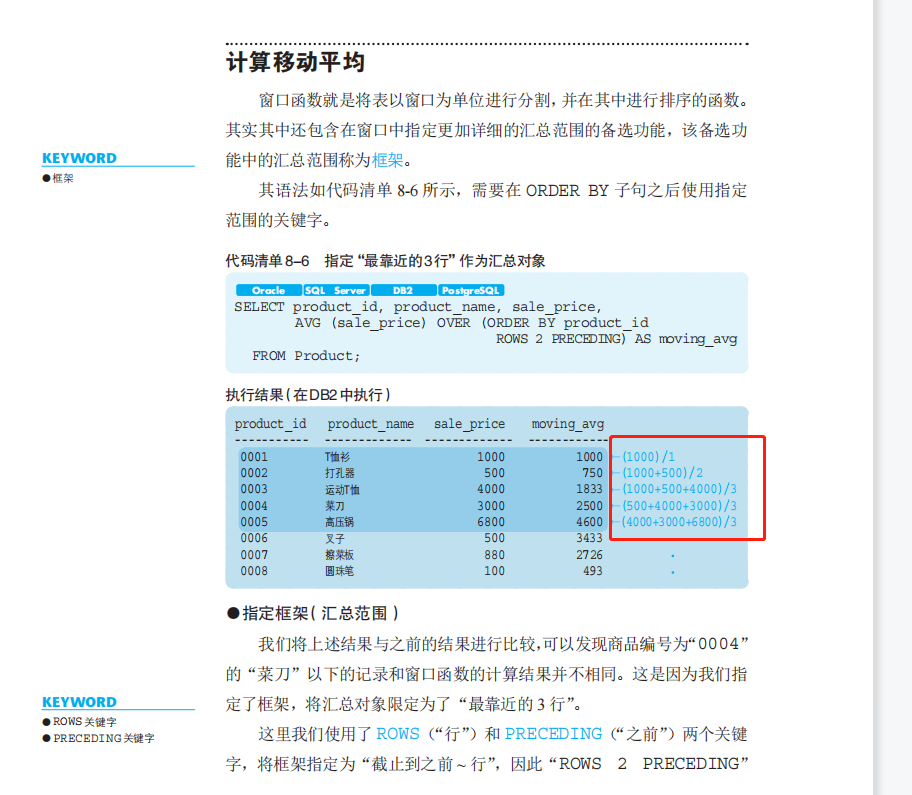 计算移动平均
窗口函数就是将表以窗口为单位进行分割，并在其中进行排序的函数。
其实其中还包含在窗口中指定更加详细的汇总范围的备选功能，该备选功
能中的汇总范围称为框架。
KEYWORD
●框架
其语法如代码清单 8-6 所示，需要在 ORDER BY 子句之后使用指定
范围的关键字。
代码清单8-6 指定“最靠近的3行”作为汇总对象
Oracle SQL Server DB2 PostgreSQL
SELECT product_id, product_name, sale_price,
AVG (sale_price) OVER (ORDER BY product_id
ROWS 2 PRECEDING) AS moving_avg
FROM Product;
执行结果(在DB2中执行)
product_id product_name sale_price moving_avg
----------- ------------- ------------- ------------
0001 T恤衫 1000 1000 ←(1000)/1
0002 打孔器 500 750 ←(1000+500)/2
0003 运动T恤 4000 1833 ←(1000+500+4000)/3
0004 菜刀 3000 2500 ←(500+4000+3000)/3
0005 高压锅 6800 4600 ←(4000+3000+6800)/3
0006 叉子 500 3433
0007 擦菜板 880 2726 ·
0008 圆珠笔 100 493 ·
●指定框架(汇总范围)
我们将上述结果与之前的结果进行比较,可以发现商品编号为“0004”
的“菜刀”以下的记录和窗口函数的计算结果并不相同。这是因为我们指
定了框架，将汇总对象限定为了“最靠近的 3 行”。
KEYWORD
●ROWS关键字
●PRECEDING关键字
这里我们使用了 ROWS（“行”）和 PRECEDING（“之前”）两个关键
字，将框架指定为“截止到之前 ~ 行”，因此“ROWS 2 PRECEDING”